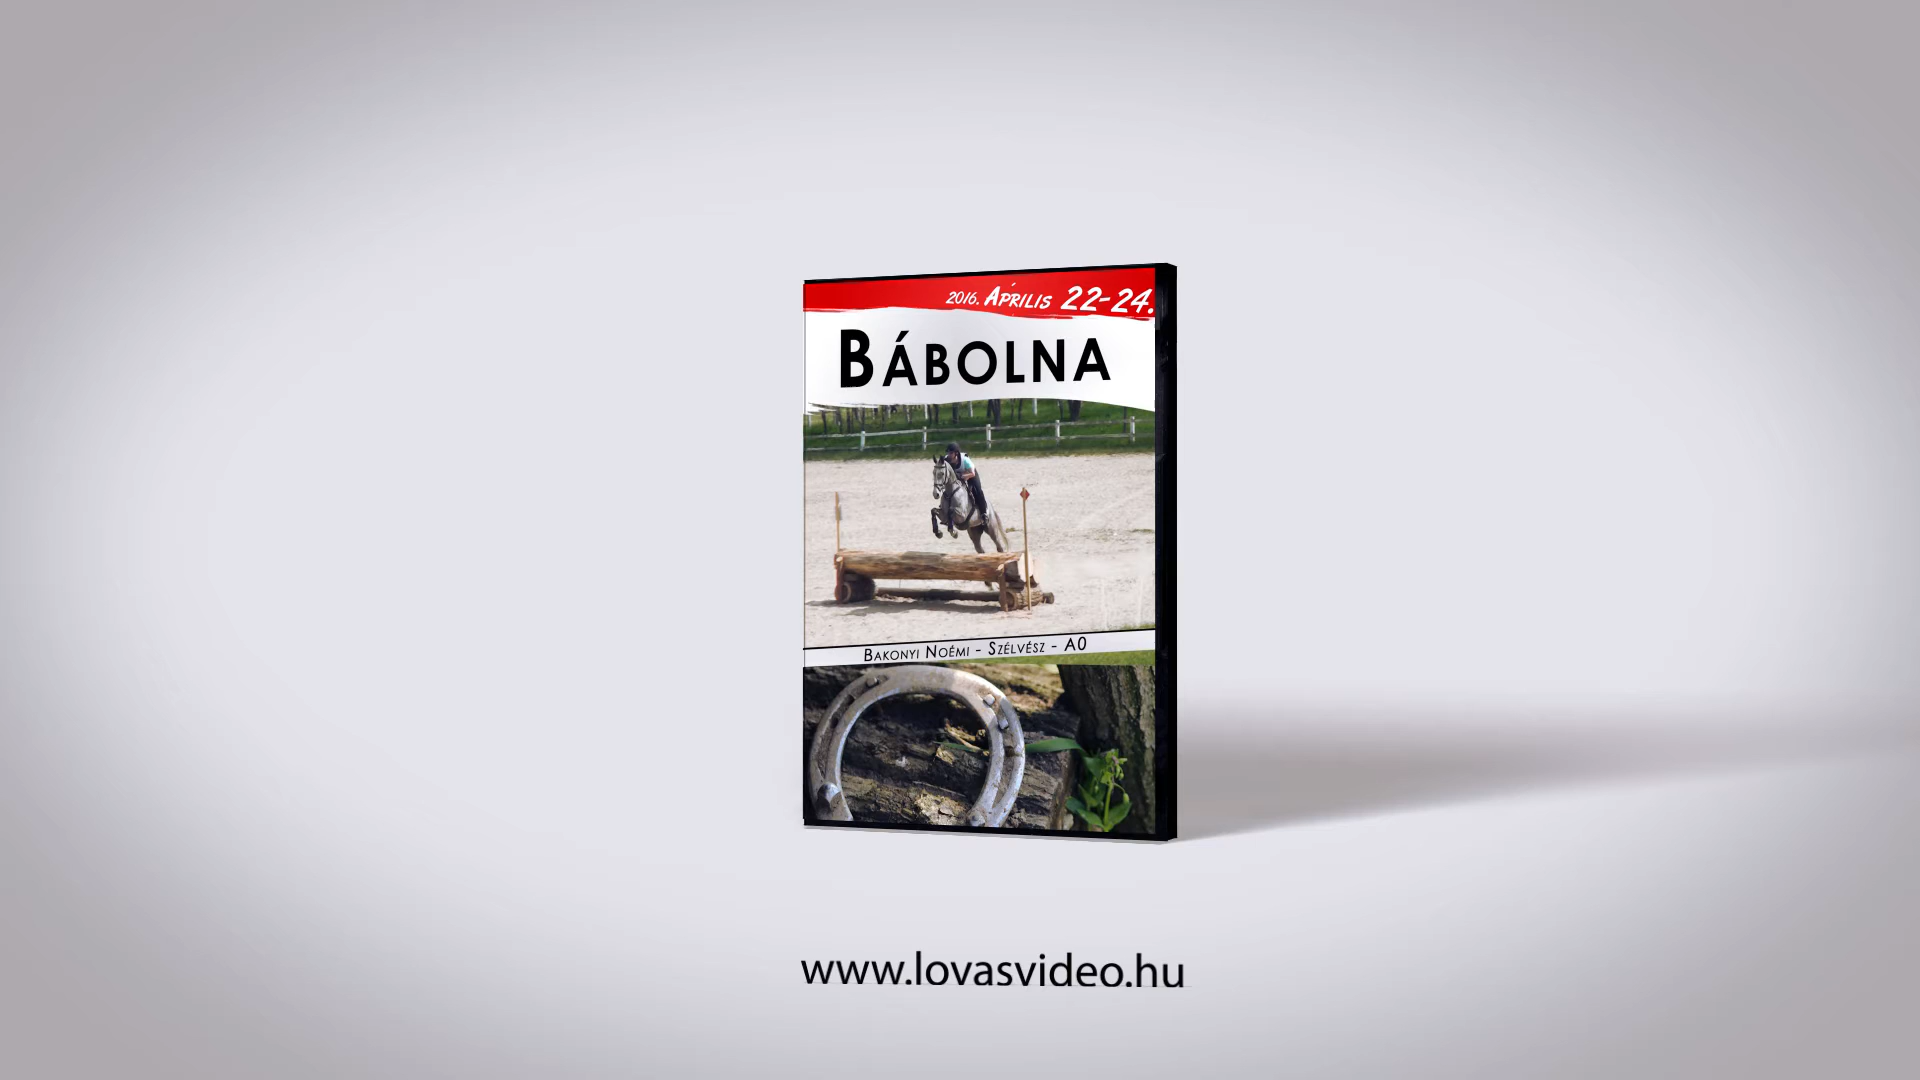 2016. Április 22-24.
Bábolna
Bakonyi Noémi - Szélvész - A0
www.lovasvideo.hu